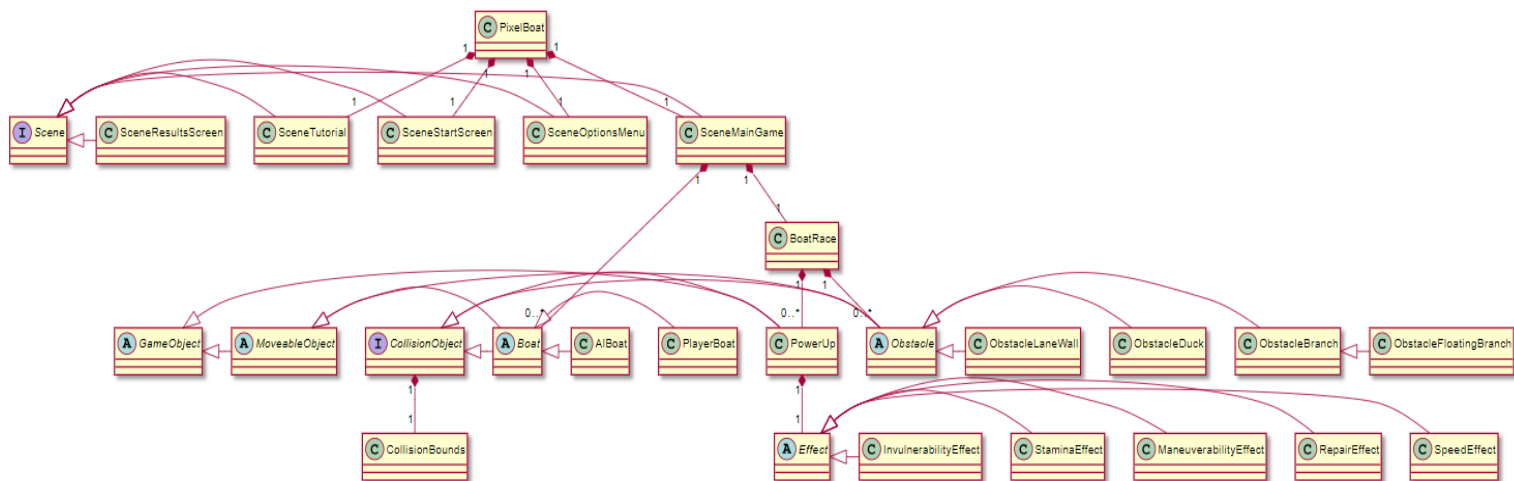 C PixelBoat
1 1 1 1
1 1 1 1
I Scene
C SceneResultsScreen
C SceneTutorial
C SceneStartScreen
C SceneOptionsMenu
C SceneMainGame
1 1
1
C BoatRace
1 1
0..* 0..* 0..*
A GameObject
A MoveableObject
I CollisionObject
A Boat
C AIBoat
C PlayerBoat
C PowerUp
A Obstacle
C ObstacleLaneWall
C ObstacleDuck
C ObstacleBranch
C ObstacleFloatingBranch
1 1
1 1
C CollisionBounds
A Effect
C InvulnerabilityEffect
C StaminaEffect
C ManeuverabilityEffect
C RepairEffect
C SpeedEffect